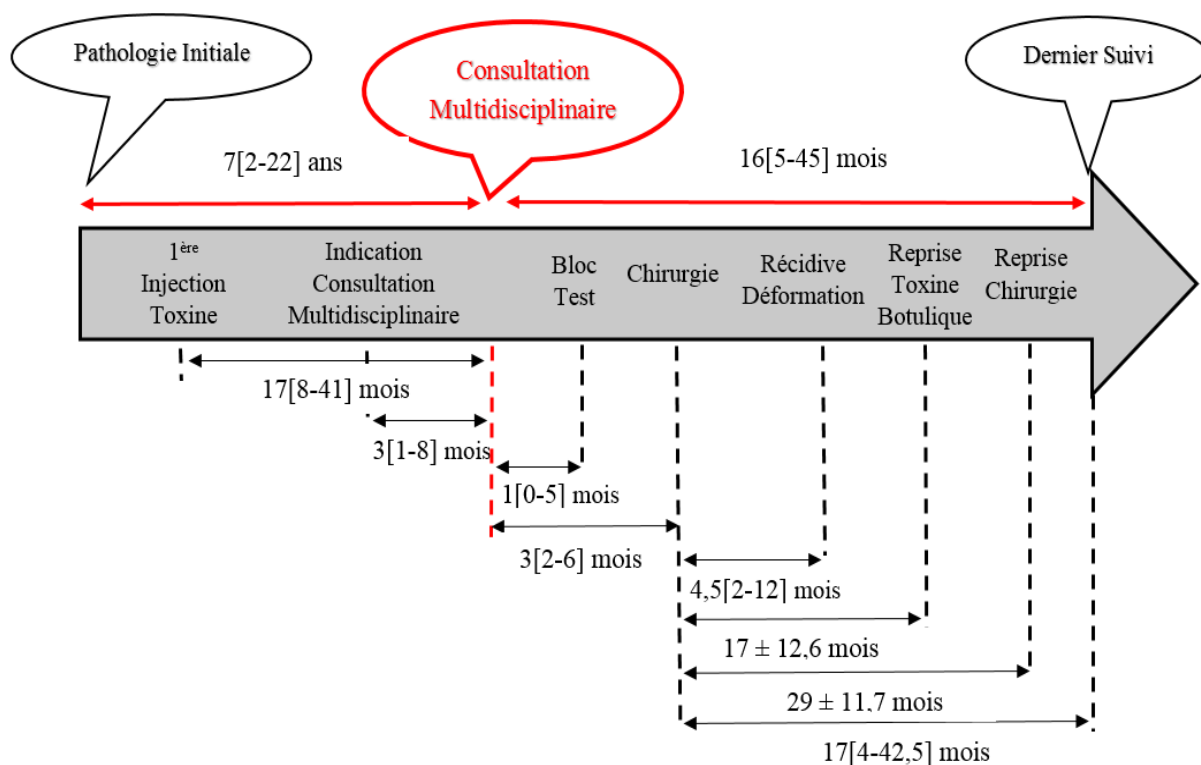 Pathologie Initiale
Consultation
Multidisciplinaire
Dernier Suivi
7[2-22] ans
16[5-45] mois
1ère
Injection
Toxine
Indication
Consultation
Multidisciplinaire
Bloc
Test
Chirurgie
Récidive
Déformation
Reprise
Toxine
Botulique
Reprise
Chirurgie
17[8-41] mois
3[1-8] mois
1[0-5] mois
3[2-6] mois
4,5[2-12] mois
17 ± 12,6 mois
29 ± 11,7 mois
17[4-42,5] mois